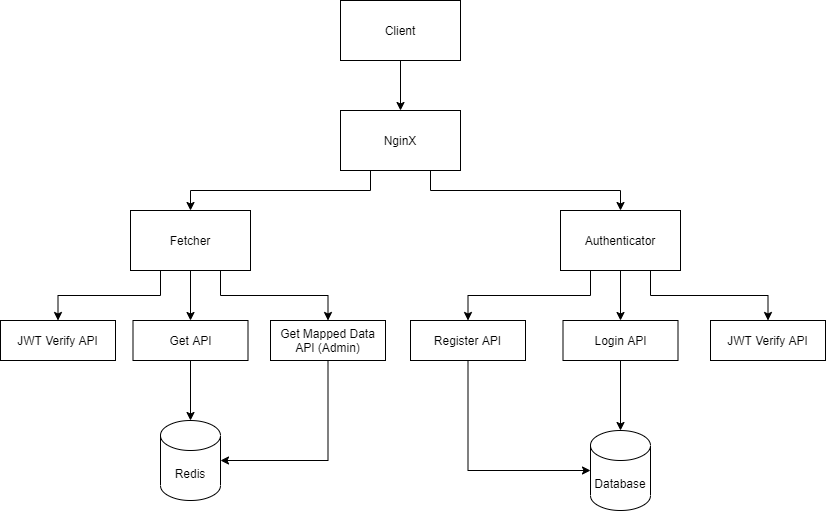 Client
NginX
Fetcher
Authenticator
JWT Verify API
Get API
Get Mapped Data
API (Admin)
Register API
Login API
JWT Verify API
Redis
Database